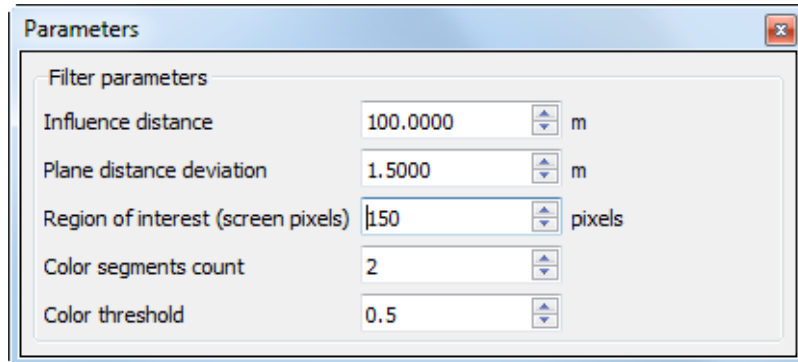 Parameters
Filter parameters
Influence distance 100.0000 m
Plane distance deviation 1.5000 m
Region of interest (screen pixels) 150 pixels
Color segments count 2
Color threshold 0.5